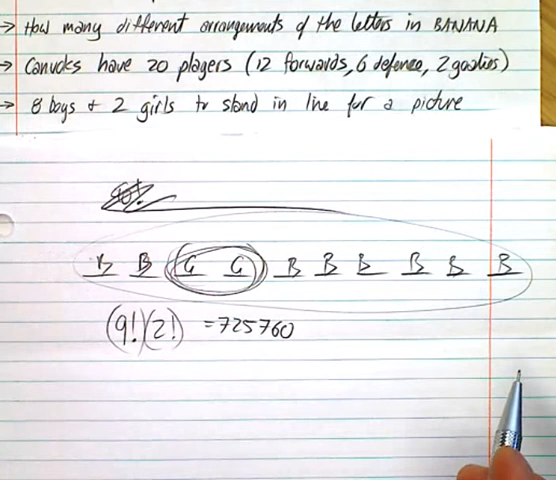 → How many different arrangements of the letters in BANANA
→ Canucks have 20 players (12 forwards, 6 defence, 2 goalies)
→ 8 boys + 2 girls to stand in line for a picture
B B G G B B B B B B
(9!)(2!) = 725760